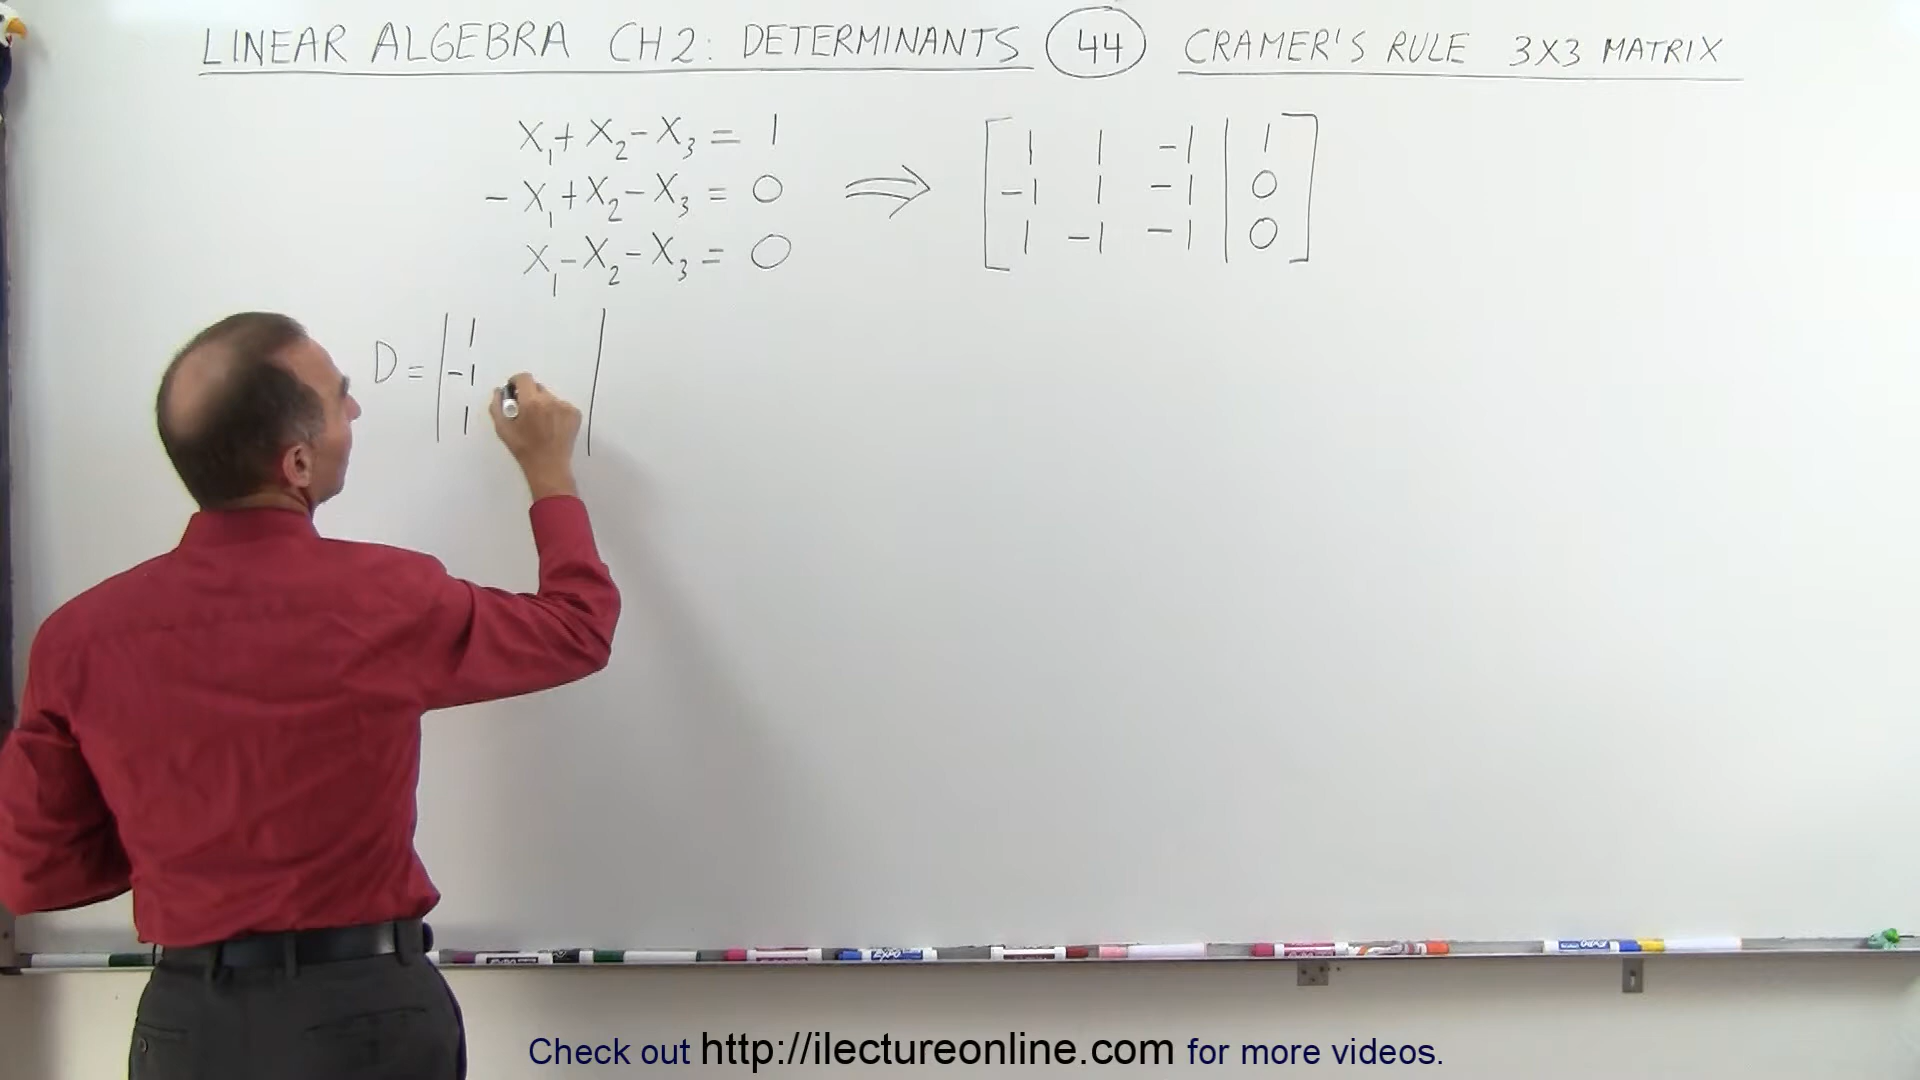 LINEAR ALGEBRA CH2: DETERMINANTS 44 CRAMER'S RULE 3X3 MATRIX
X₁+X₂-X₃= 1
-X₁+X₂-X₃= 0 ⇒
X₁-X₂-X₃= 0
1 1 -1 | 1
-1 1 -1 | 0
1 -1 -1 | 0
D= | 1
-1
1 |
EXPO
Check out http://ilectureonline.com for more videos.